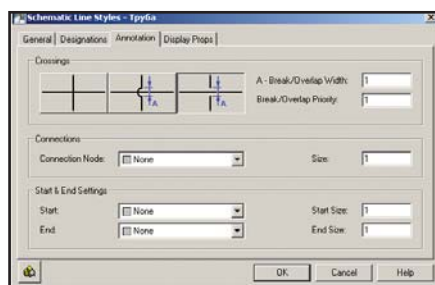 Schematic Line Styles - Труба
General Designations Annotation Display Props
Crossings
A A
A - Break/Overlap Width: 1
Break/Overlap Priority: 1
Connections
Connection Node: None Size: 1
Start & End Settings
Start: None Start Size: 1
End: None End Size: 1
OK Cancel Help